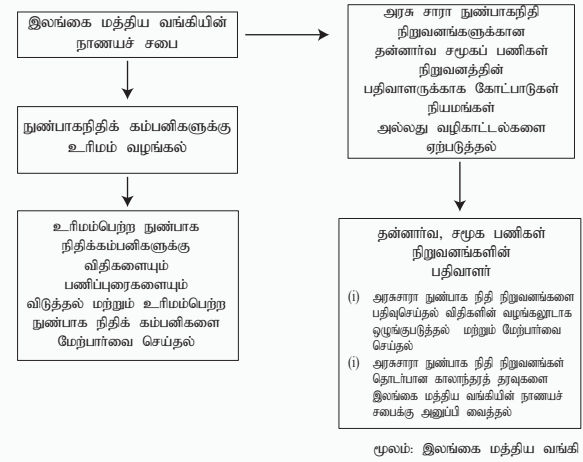 இலங்கை மத்திய வங்கியின்
நாணயச் சபை
நுண்பாகநிதிக் கம்பனிகளுக்கு
உரிமம் வழங்கல்
உரிமம்பெற்ற நுண்பாக
நிதிக்கம்பனிகளுக்கு
விதிகளையும்
பணிப்புரைகளையும்
விடுத்தல் மற்றும் உரிமம்பெற்ற
நுண்பாக நிதிக் கம்பனிகளை
மேற்பார்வை செய்தல்
அரசு சாரா நுண்பாகநிதி
நிறுவனங்களுக்கான
தன்னார்வ சமூகப் பணிகள்
நிறுவனத்தின்
பதிவாளருக்காக கோட்பாடுகள்
நியமங்கள்
அல்லது வழிகாட்டல்களை
ஏற்படுத்தல்
தன்னார்வ, சமூக பணிகள்
நிறுவனங்களின்
பதிவாளர்
(i) அரசுசாரா நுண்பாக நிதி நிறுவனங்களை
பதிவுசெய்தல் விதிகளின் வழங்கலூடாக
ஒழுங்குபடுத்தல் மற்றும் மேற்பார்வை
செய்தல்
(i) அரசுசாரா நுண்பாக நிதி நிறுவனங்கள்
தொடர்பான காலாந்தரத் தரவுகளை
இலங்கை மத்திய வங்கியின் நாணயச்
சபைக்கு அனுப்பி வைத்தல்
மூலம்: இலங்கை மத்திய வங்கி